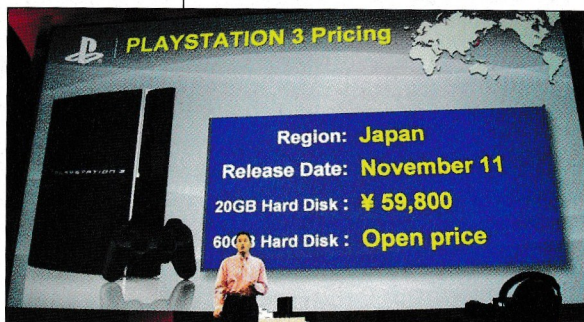 PLAYSTATION 3 Pricing
PLAYSTATION 3
Region: Japan
Release Date: November 11
20GB Hard Disk : ¥ 59,800
60GB Hard Disk : Open price